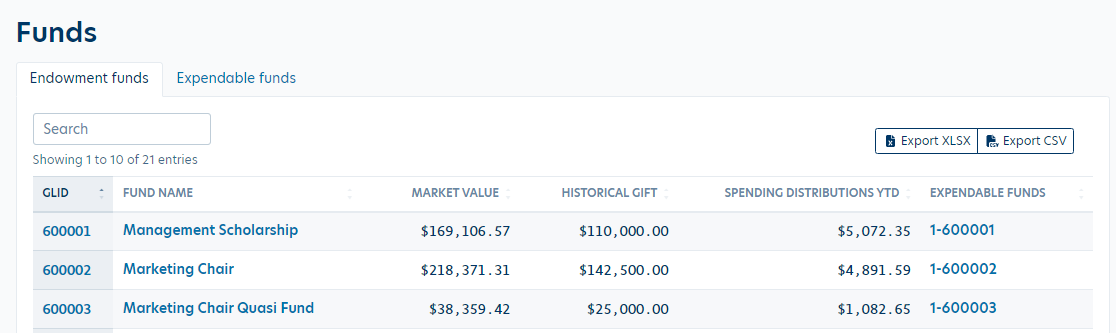 Funds
Endowment funds Expendable funds
Search
Export XLSX Export CSV
Showing 1 to 10 of 21 entries
GLID FUND NAME MARKET VALUE HISTORICAL GIFT SPENDING DISTRIBUTIONS YTD EXPENDABLE FUNDS
600001 Management Scholarship $169,106.57 $110,000.00 $5,072.35 1-600001
600002 Marketing Chair $218,371.31 $142,500.00 $4,891.59 1-600002
600003 Marketing Chair Quasi Fund $38,359.42 $25,000.00 $1,082.65 1-600003